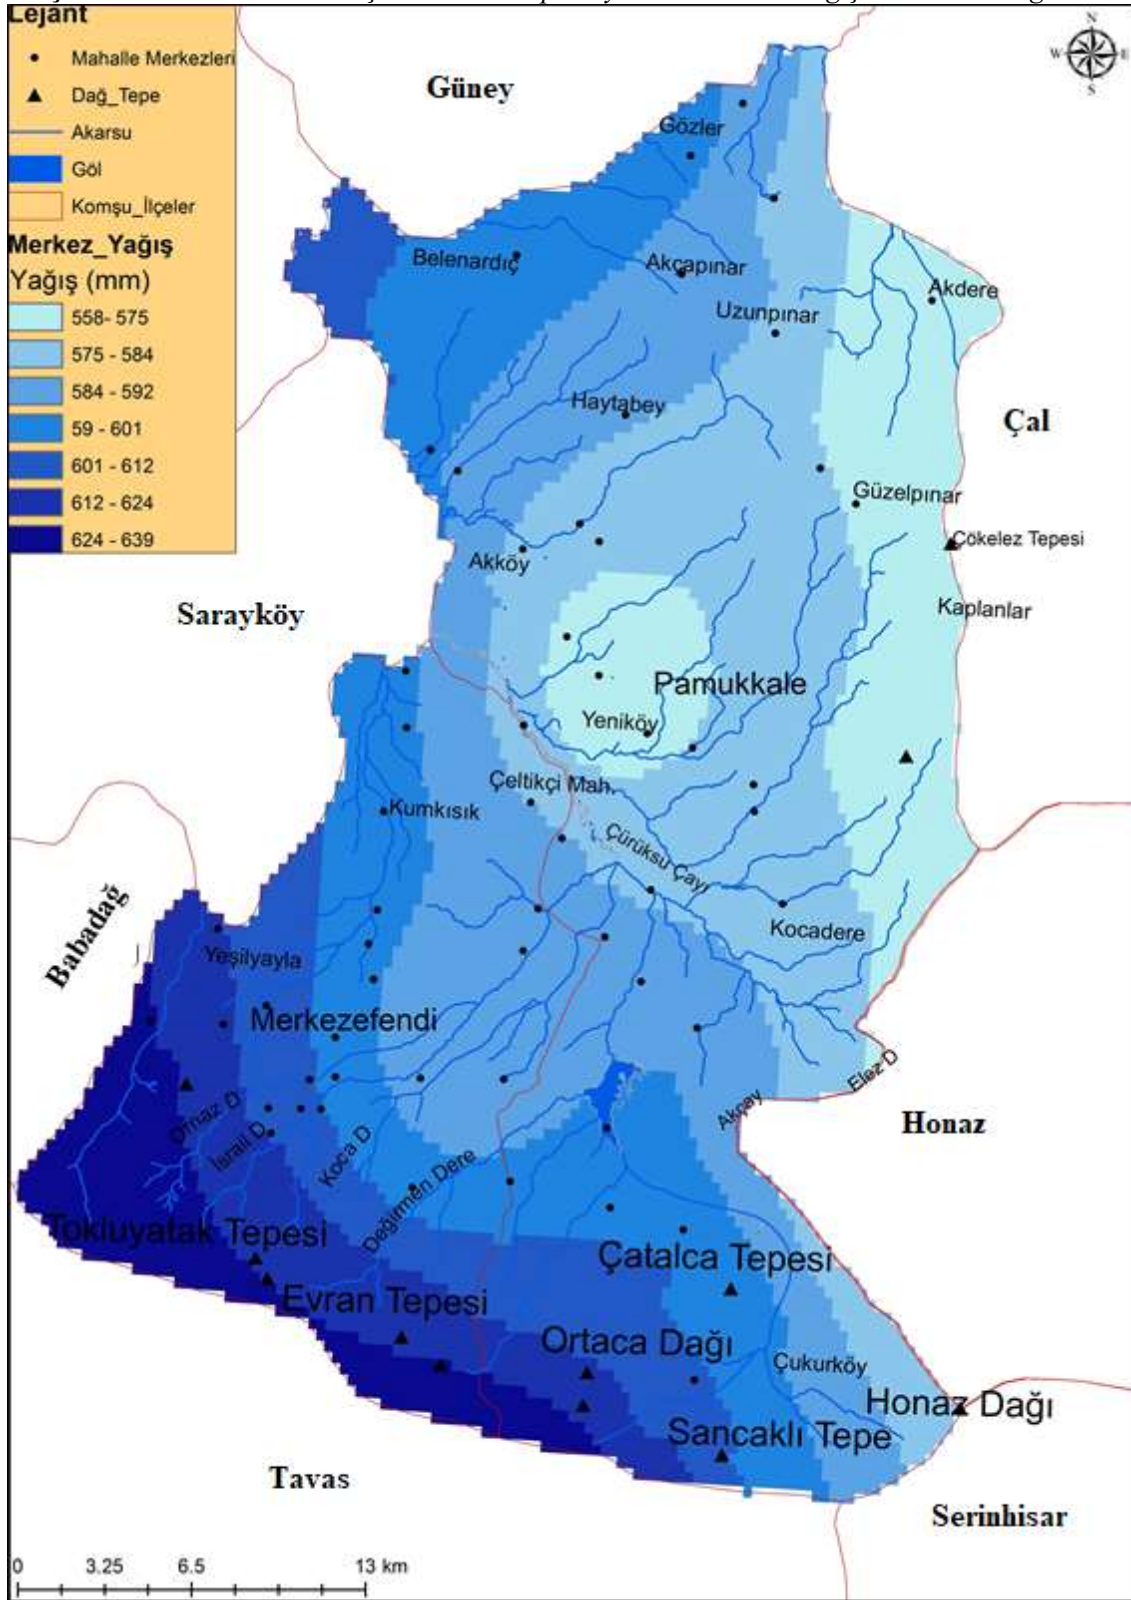 Lejant
Mahalle Merkezleri
Dağ_Tepe
Akarsu
Göl
Komşu_İlçeler
Merkez_Yağış
Yağış (mm)
558- 575
575 - 584
584 - 592
59 - 601
601 - 612
612 - 624
624 - 639
N
W
E
S
Güney
Gözler
Belenardıç
Akçapınar
Akdere
Uzunpınar
Haytabey
Çal
Güzelpınar
Cökelez Tepesi
Akköy
Kaplanlar
Sarayköy
Pamukkale
Yeniköy
Çeltikçi Mah.
Kumkısık
Çürüksu Çayı
Babadağ
Kocadere
Yeşilyayla
Merkezefendi
Elez D
Akçay
Honaz
İsrail D
Koca D
Değirmen Dere
Tokluyatak Tepesi
Çatalca Tepesi
Evran Tepesi
Ortaca Dağı
Çukurköy
Honaz Dağı
Sancaklı Tepe
Tavas
Serinhisar
0 3.25 6.5 13 km